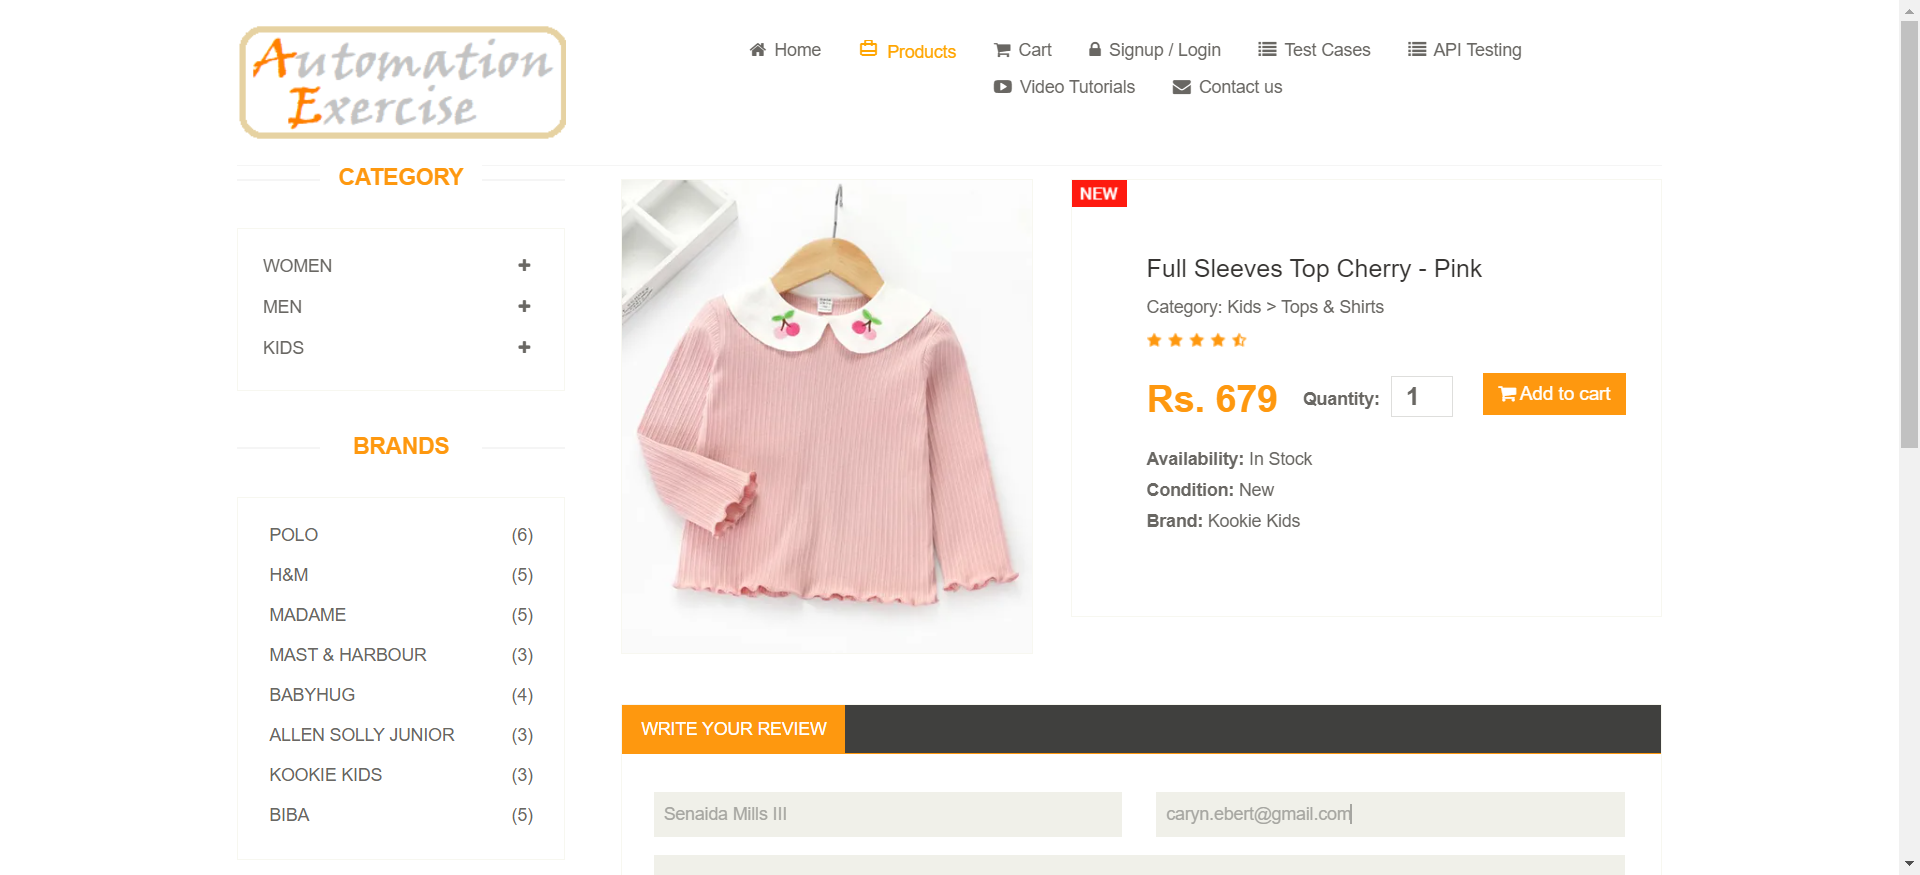 Automation
Exercise
Home
Products
Cart
Signup / Login
Test Cases
API Testing
Video Tutorials
Contact us
CATEGORY
WOMEN
MEN
KIDS
BRANDS
POLO (6)
H&M (5)
MADAME (5)
MAST & HARBOUR (3)
BABYHUG (4)
ALLEN SOLLY JUNIOR (3)
KOOKIE KIDS (3)
BIBA (5)
NEW
Full Sleeves Top Cherry - Pink
Category: Kids > Tops & Shirts
Rs. 679 Quantity: 1 Add to cart
Availability: In Stock
Condition: New
Brand: Kookie Kids
WRITE YOUR REVIEW
Senaida Mills III
caryn.ebert@gmail.com